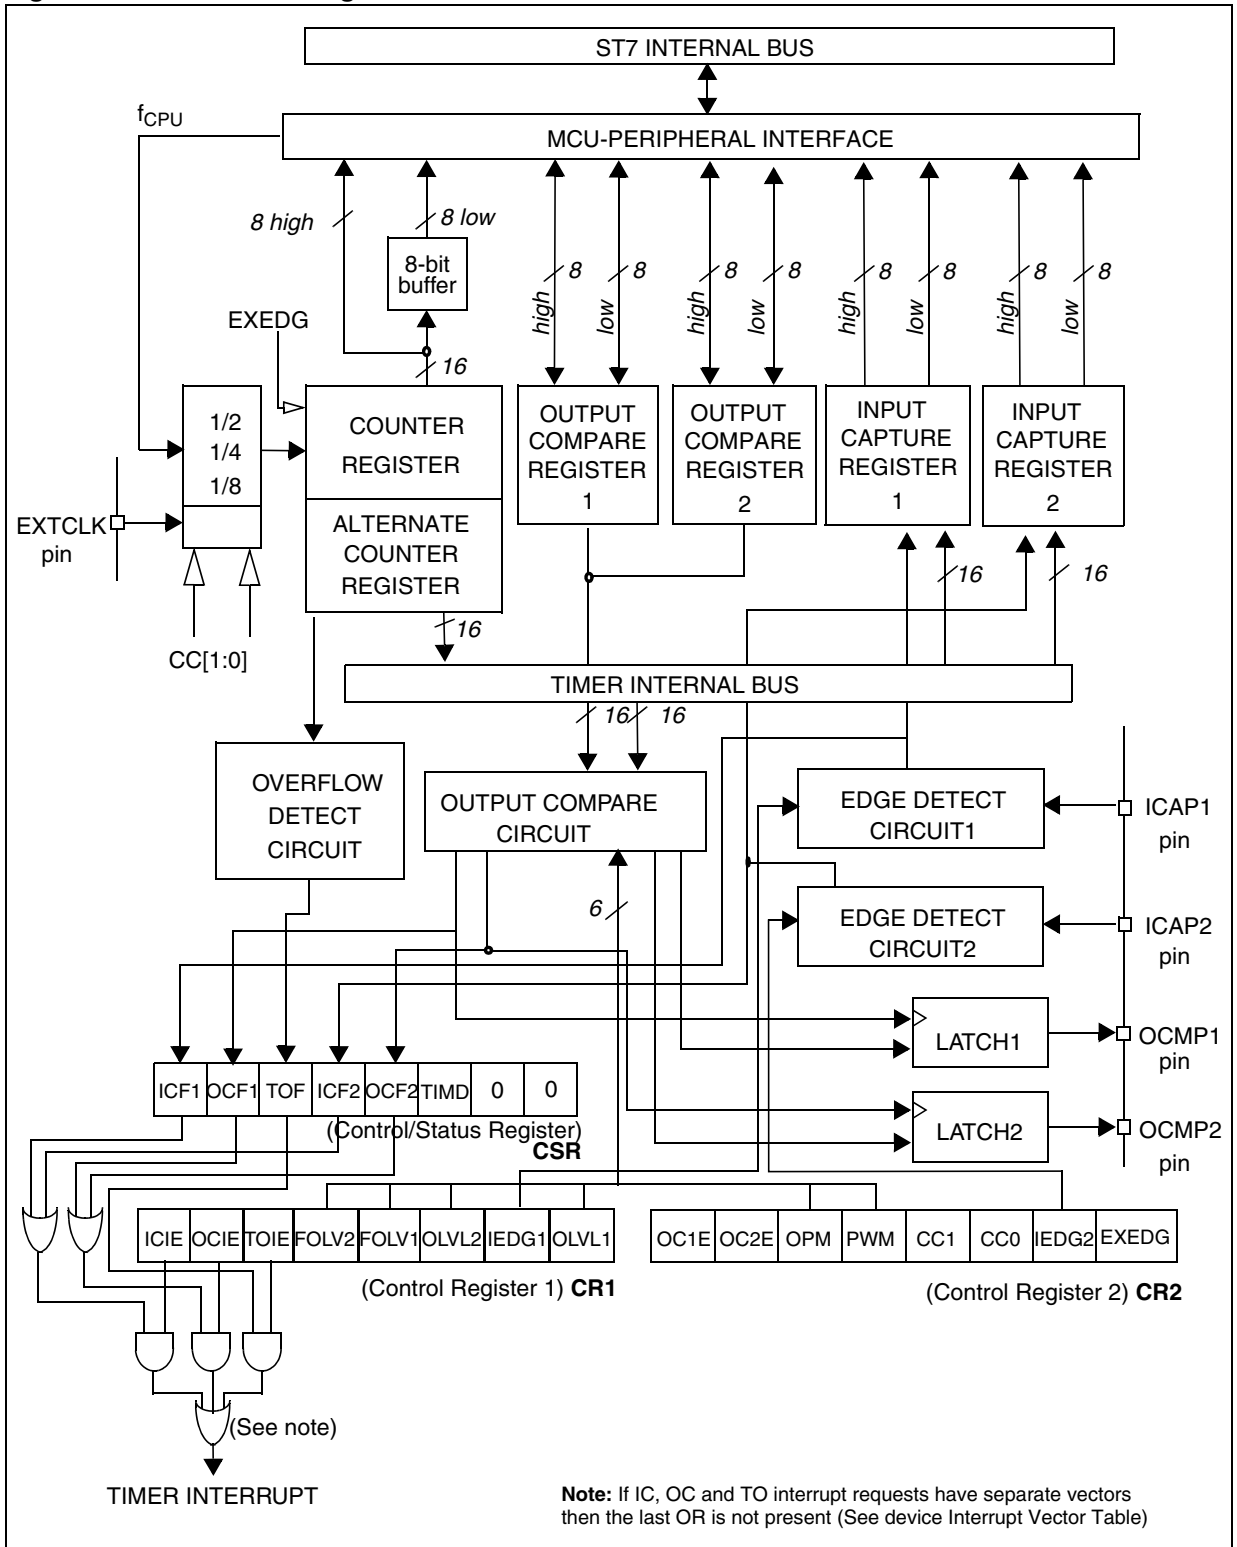 ST7 INTERNAL BUS
fCPU
MCU-PERIPHERAL INTERFACE
8 high
8 low
8-bit
buffer
8
8
8
8
8
8
8
8
high
low
high
low
high
low
high
low
EXEDG
16
1/2
1/4
1/8
COUNTER
REGISTER
OUTPUT
COMPARE
REGISTER
1
OUTPUT
COMPARE
REGISTER
2
INPUT
CAPTURE
REGISTER
1
INPUT
CAPTURE
REGISTER
2
EXTCLK
pin
ALTERNATE
COUNTER
REGISTER
16
16
16
CC[1:0]
TIMER INTERNAL BUS
16
16
OVERFLOW
DETECT
CIRCUIT
OUTPUT COMPARE
CIRCUIT
EDGE DETECT
CIRCUIT1
ICAP1
pin
6
EDGE DETECT
CIRCUIT2
ICAP2
pin
LATCH1
OCMP1
pin
ICF1 OCF1 TOF ICF2 OCF2 TIMD 0 0
(Control/Status Register)
CSR
LATCH2
OCMP2
pin
ICIE OCIE TOIE FOLV2 FOLV1 OLVL2 IEDG1 OLVL1
OC1E OC2E OPM PWM CC1 CC0 IEDG2 EXEDG
(Control Register 1) CR1
(Control Register 2) CR2
(See note)
TIMER INTERRUPT
Note: If IC, OC and TO interrupt requests have separate vectors
then the last OR is not present (See device Interrupt Vector Table)